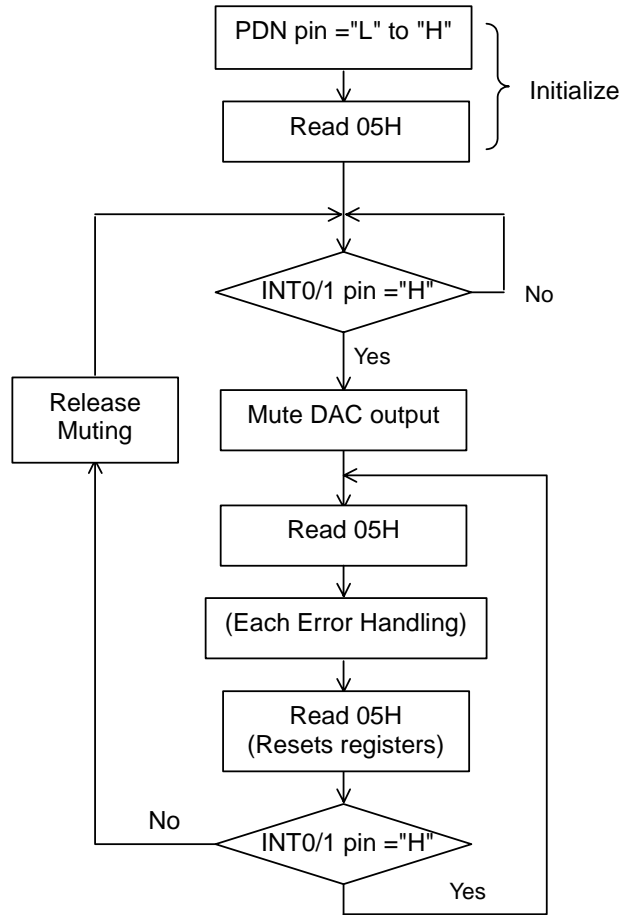 PDN pin ="L" to "H"
Initialize
Read 05H
INT0/1 pin ="H"
No
Yes
Release
Muting
Mute DAC output
Read 05H
(Each Error Handling)
Read 05H
(Resets registers)
No
INT0/1 pin ="H"
Yes